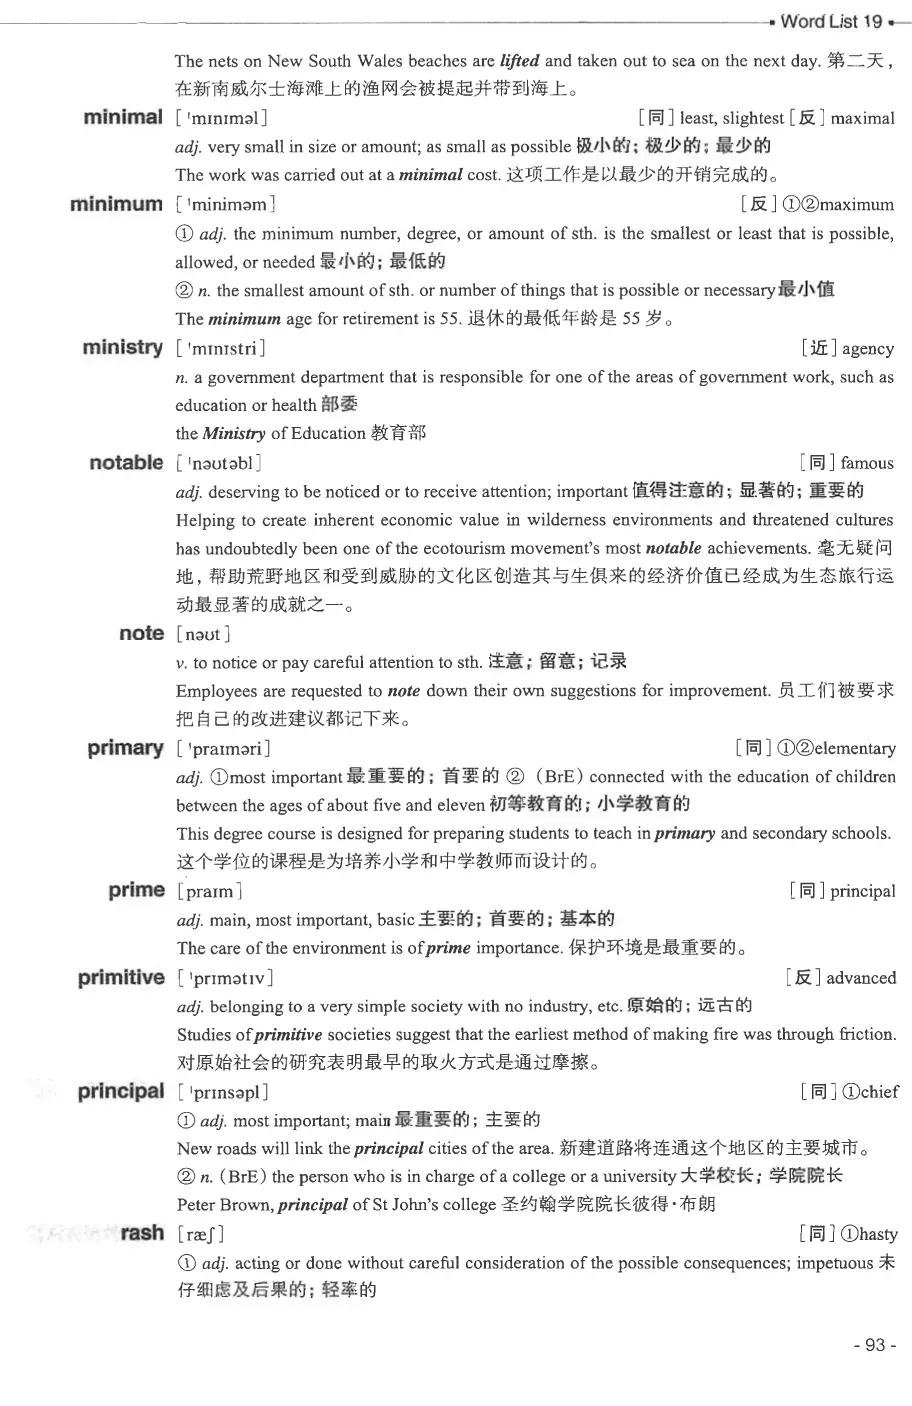 Word List 19
The nets on New South Wales beaches are lifted and taken out to sea on the next day. 第二天，
在新南威尔士海滩上的渔网会被提起并带到海上。
minimal [ˈmɪnɪməl] [同] least, slightest [反] maximal
adj. very small in size or amount; as small as possible 极小的；极少的；最少的
The work was carried out at a minimal cost. 这项工作是以最少的开销完成的。
minimum [ˈminiməm] [反] ①②maximum
① adj. the minimum number, degree, or amount of sth. is the smallest or least that is possible,
allowed, or needed 最小的；最低的
② n. the smallest amount of sth. or number of things that is possible or necessary 最小值
The minimum age for retirement is 55. 退休的最低年龄是 55 岁。
ministry [ˈmɪnɪstri] [近] agency
n. a government department that is responsible for one of the areas of government work, such as
education or health 部委
the Ministry of Education 教育部
notable [ˈnəʊtəbl] [同] famous
adj. deserving to be noticed or to receive attention; important 值得注意的；显著的；重要的
Helping to create inherent economic value in wilderness environments and threatened cultures
has undoubtedly been one of the ecotourism movement's most notable achievements. 毫无疑问
地，帮助荒野地区和受到威胁的文化区创造其与生俱来的经济价值已经成为生态旅行运
动最显著的成就之一。
note [nəʊt]
v. to notice or pay careful attention to sth. 注意；留意；记录
Employees are requested to note down their own suggestions for improvement. 员工们被要求
把自己的改进建议都记下来。
primary [ˈpraɪməri] [同] ①②elementary
adj. ①most important 最重要的；首要的 ② (BrE) connected with the education of children
between the ages of about five and eleven 初等教育的；小学教育的
This degree course is designed for preparing students to teach in primary and secondary schools.
这个学位的课程是为培养小学和中学教师而设计的。
prime [praɪm] [同] principal
adj. main, most important, basic 主要的；首要的；基本的
The care of the environment is of prime importance. 保护环境是最重要的。
primitive [ˈprɪmətɪv] [反] advanced
adj. belonging to a very simple society with no industry, etc. 原始的；远古的
Studies of primitive societies suggest that the earliest method of making fire was through friction.
对原始社会的研究表明最早的取火方式是通过摩擦。
principal [ˈprɪnsəpl] [同] ①chief
① adj. most important; main 最重要的；主要的
New roads will link the principal cities of the area. 新建道路将连通这个地区的主要城市。
② n. (BrE) the person who is in charge of a college or a university 大学校长；学院院长
Peter Brown, principal of St John's college 圣约翰学院院长彼得·布朗
rash [ræʃ] [同] ①hasty
① adj. acting or done without careful consideration of the possible consequences; impetuous 未
仔细虑及后果的；轻率的
- 93 -